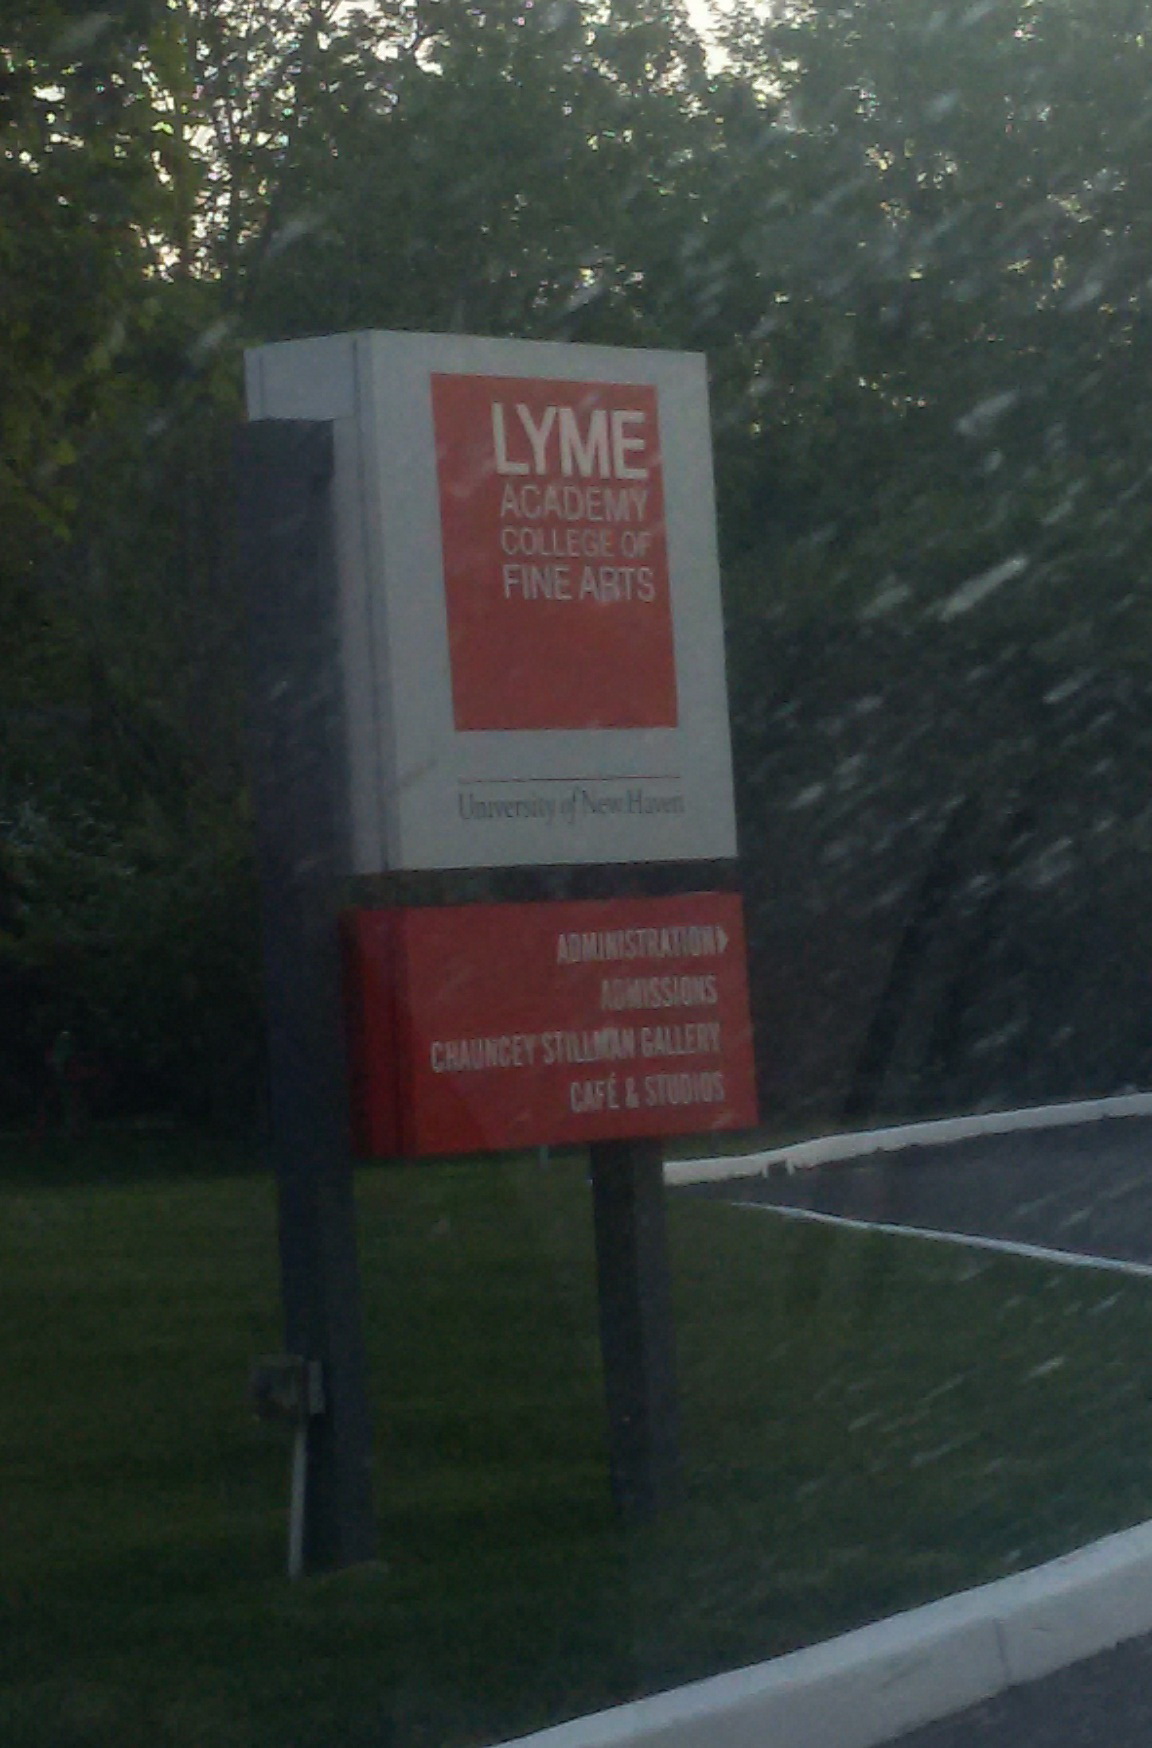 LYME
ACADEMY
COLLEGE OF
FINE ARTS
University of New Haven
ADMINISTRATION
ADMISSIONS
CHAUNCEY STILLMAN GALLERY
CAFÉ & STUDIOS